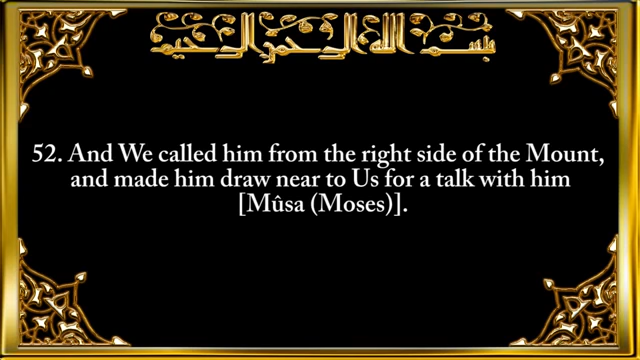 بسم الله الرحمن الرحيم
52. And We called him from the right side of the Mount,
and made him draw near to Us for a talk with him
[Mûsa (Moses)].